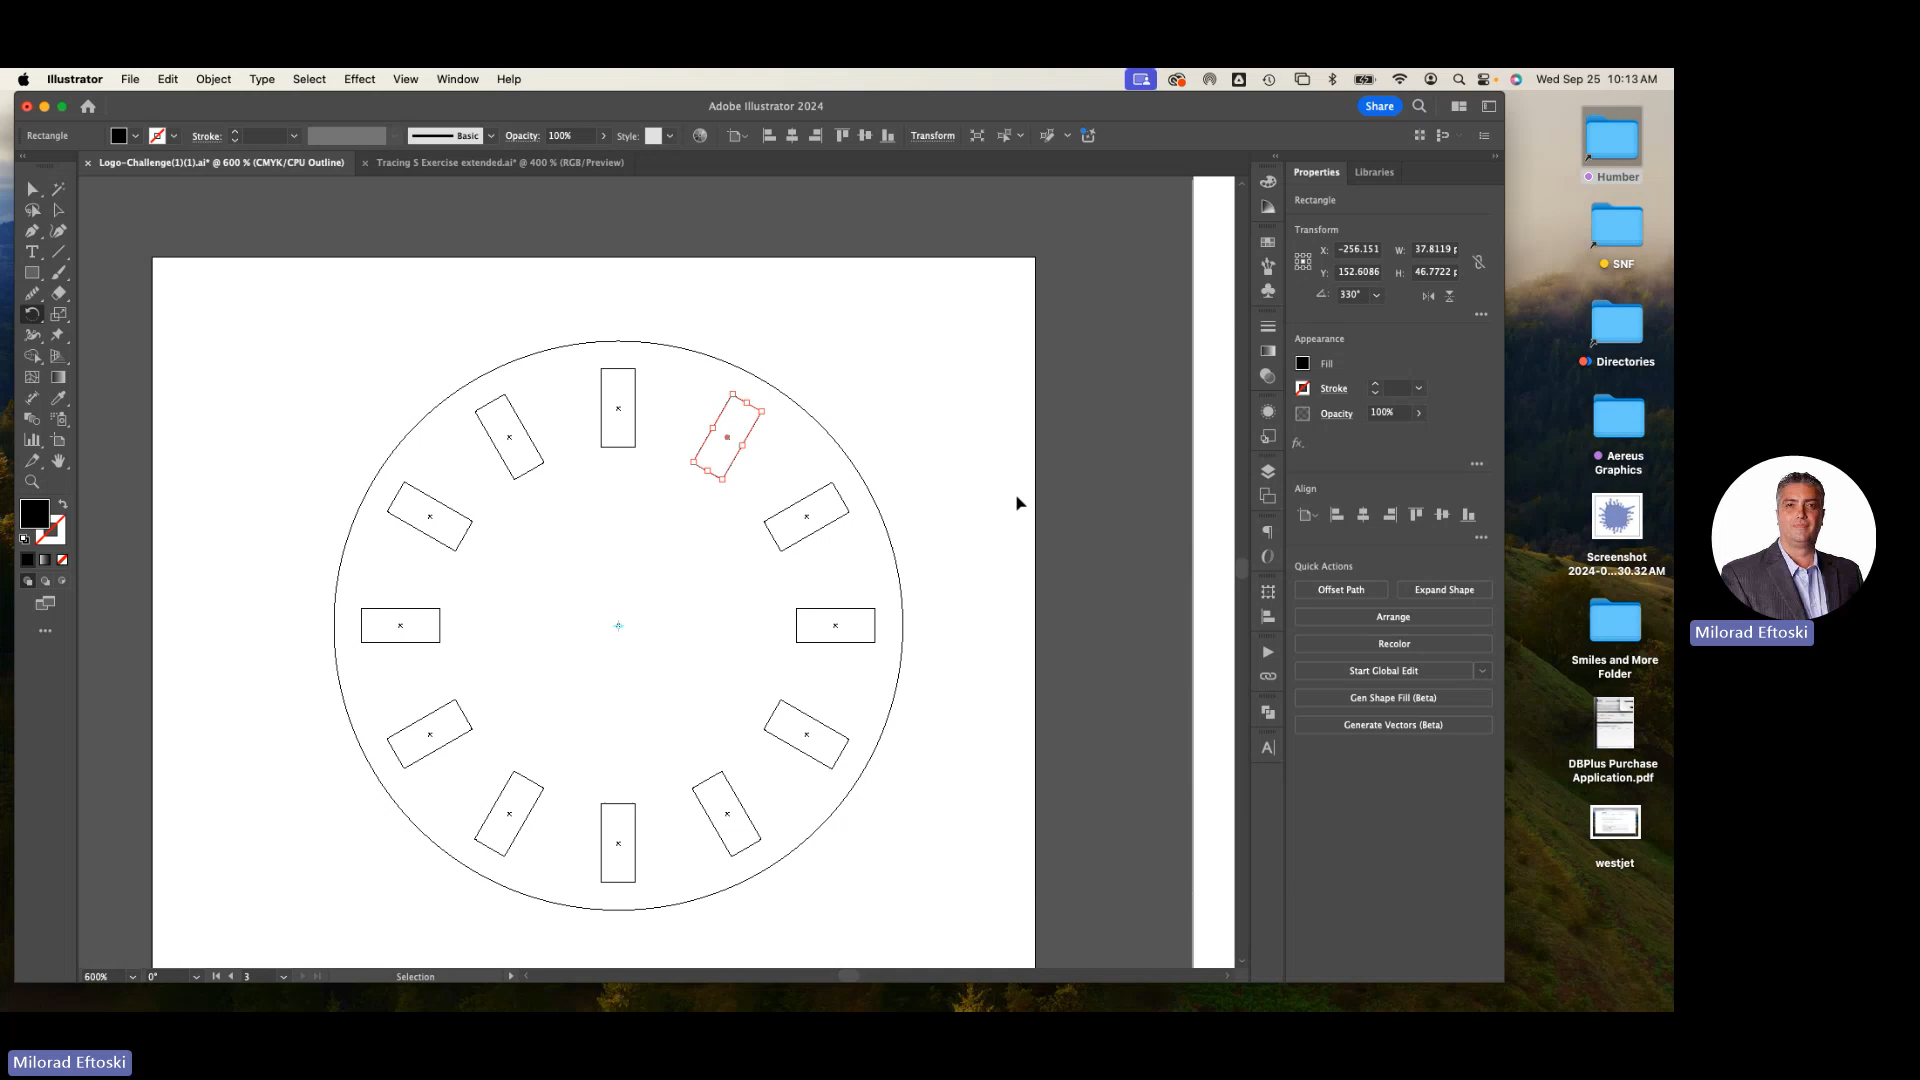 Illustrator File Edit Object Type Select Effect View Window Help
Wed Sep 25 10:13 AM
Adobe Illustrator 2024
Share
Rectangle
Stroke:
Basic
Opacity: 100%
Style:
Transform
Logo-Challenge(1)(1).ai* @ 600 % (CMYK/CPU Outline)
Tracing S Exercise extended.ai* @ 400 % (RGB/Preview)
Properties
Libraries
Rectangle
Transform
X: -256.151
W: 37.8119 p
Y: 152.6086
H: 46.7722 p
330°
Appearance
Fill
Stroke
Opacity 100%
fx.
Align
Quick Actions
Offset Path
Expand Shape
Arrange
Recolor
Start Global Edit
Gen Shape Fill (Beta)
Generate Vectors (Beta)
600%
0°
3
Selection
Humber
SNF
Directories
Aereus
Graphics
Screenshot
2024-0...30.32 AM
Smiles and More
Folder
DBPlus Purchase
Application.pdf
westjet
Milorad Eftoski
Milorad Eftoski